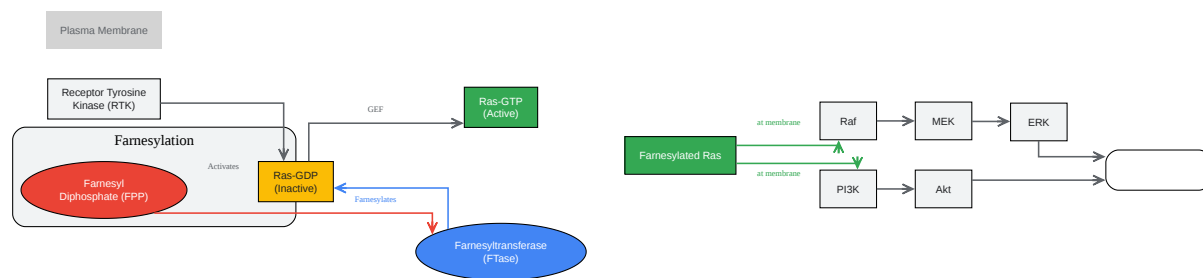 Plasma Membrane
Receptor Tyrosine
Kinase (RTK)
Farnesylation
Farnesyl
Diphosphate (FPP)
Activates
Ras-GDP
(Inactive)
GEF
Ras-GTP
(Active)
Farnesylates
Farnesyltransferase
(FTase)
Farnesylated Ras
at membrane
at membrane
Raf
MEK
ERK
PI3K
Akt